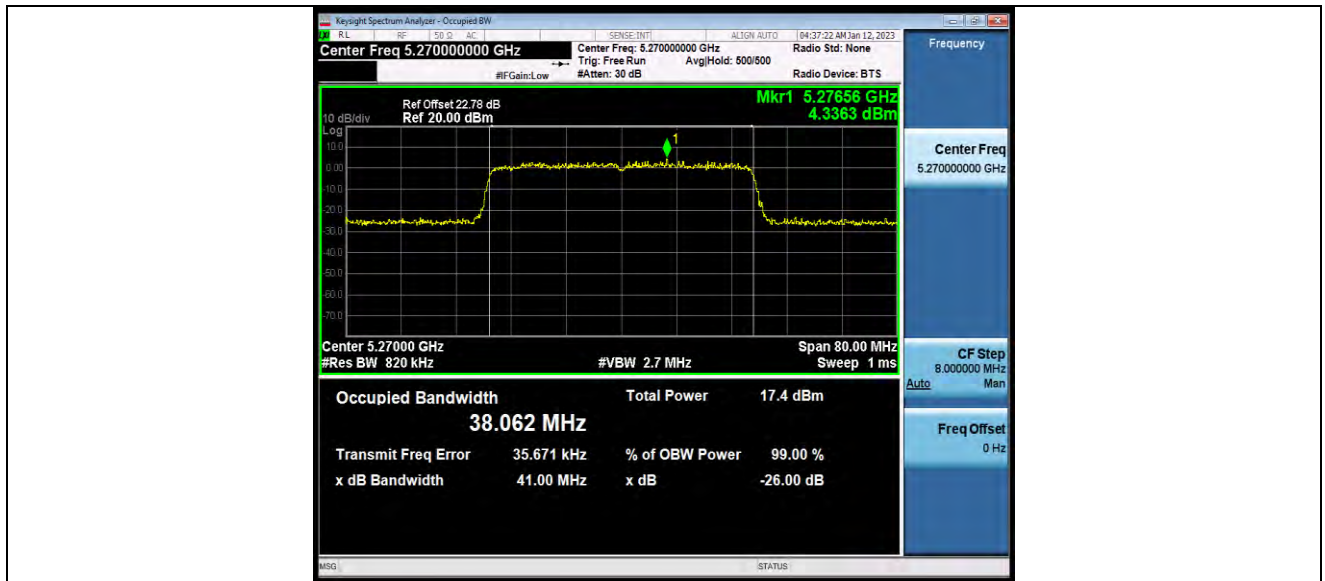 Keysight Spectrum Analyzer - Occupied BW
RL RF 50 Ω AC SENSE:INT ALIGN AUTO 04:37:22 AM Jan 12, 2023
Center Freq 5.270000000 GHz
Center Freq: 5.270000000 GHz Radio Std: None
Trig: Free Run Avg|Hold: 500/500
#IFGain:Low #Atten: 30 dB Radio Device: BTS
Frequency
Mkr1 5.27656 GHz
4.3363 dBm
Ref Offset 22.78 dB
10 dB/div Ref 20.00 dBm
Log
1
10.0
0.00
-10.0
-20.0
-30.0
-40.0
-50.0
-60.0
-70.0
Center 5.27000 GHz Span 80.00 MHz
#Res BW 820 kHz #VBW 2.7 MHz Sweep 1 ms
Occupied Bandwidth Total Power 17.4 dBm
38.062 MHz
Transmit Freq Error 35.671 kHz % of OBW Power 99.00 %
x dB Bandwidth 41.00 MHz x dB -26.00 dB
Center Freq
5.270000000 GHz
CF Step
8.000000 MHz
Auto Man
Freq Offset
0 Hz
MSG STATUS